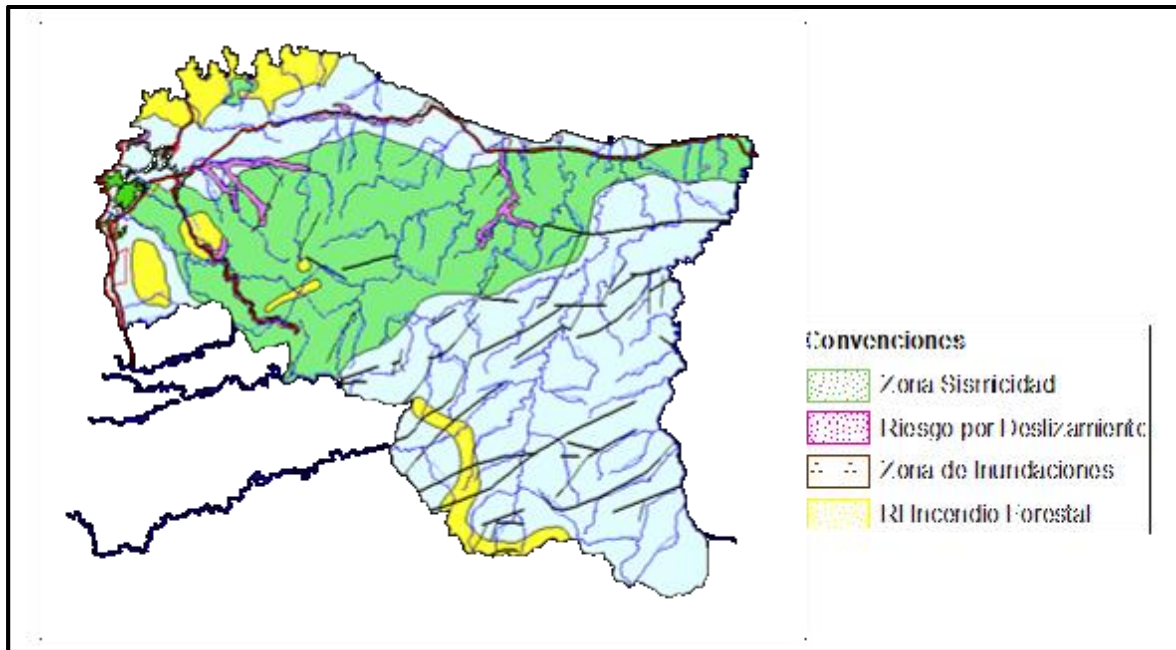 Convenciones
Zona Sismicidad
Riesgo por Deslizamiento
Zona de Inundaciones
RI Incendio Forestal